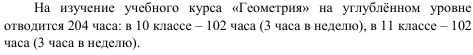 На изучение учебного курса «Геометрия» на углублённом уровне
отводится 204 часа: в 10 классе – 102 часа (3 часа в неделю), в 11 классе – 102
часа (3 часа в неделю).